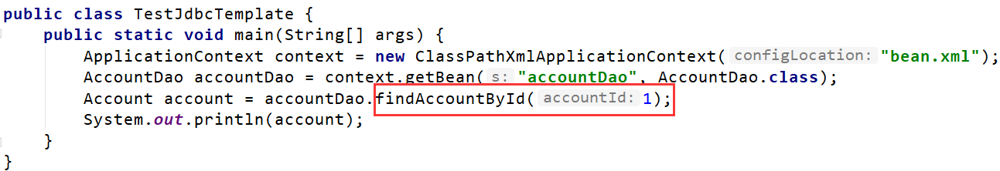 public class TestJdbcTemplate {
    public static void main(String[] args) {
        ApplicationContext context = new ClassPathXmlApplicationContext( configLocation: "bean.xml");
        AccountDao accountDao = context.getBean( s: "accountDao", AccountDao.class);
        Account account = accountDao.findAccountById( accountId: 1);
        System.out.println(account);
    }
}